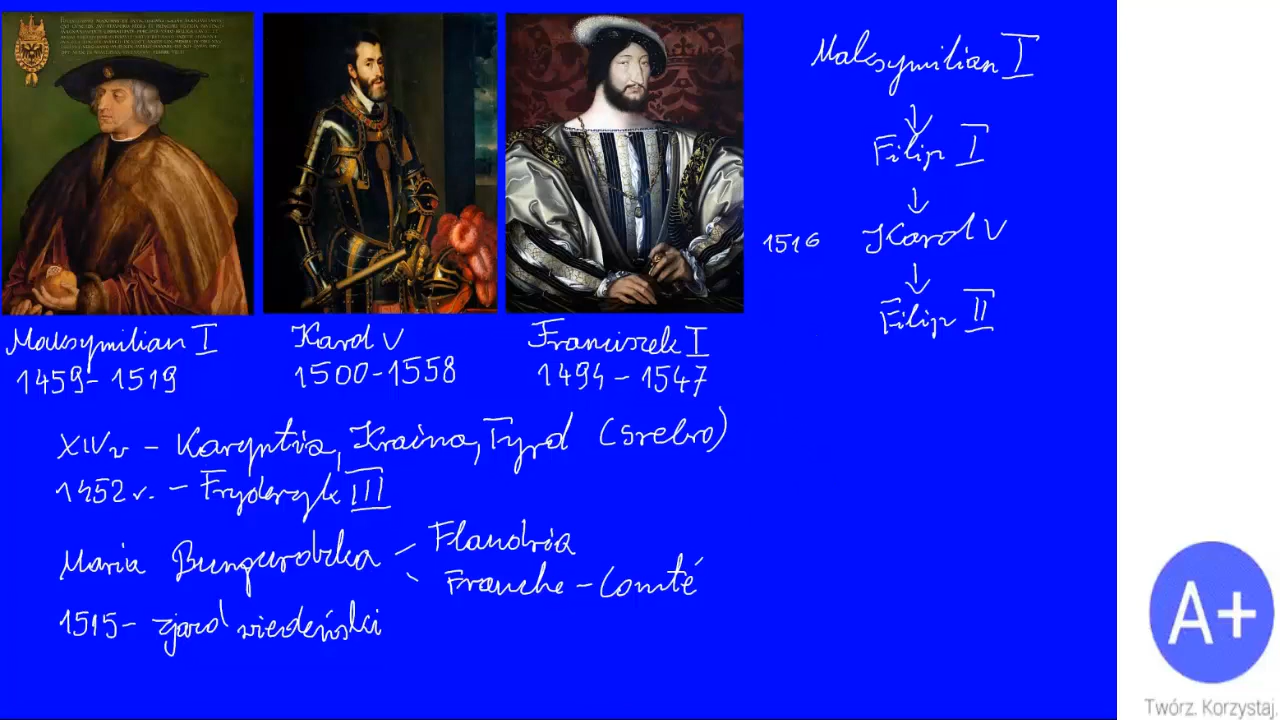 Maksymilian I
1459 - 1519
Karol V
1500 - 1558
Franciszek I
1494 - 1547
Maksymilian I
↓
Filip I
↓
1516 Karol V
↓
Filip II
XIV w - Karyntia, Kraina, Tyrol (srebro)
1452 r. - Fryderyk III
Maria Burgundzka - Flandria
- Franche-Comté
1515 - zjazd wiedeński
A+
Twórz. Korzystaj.